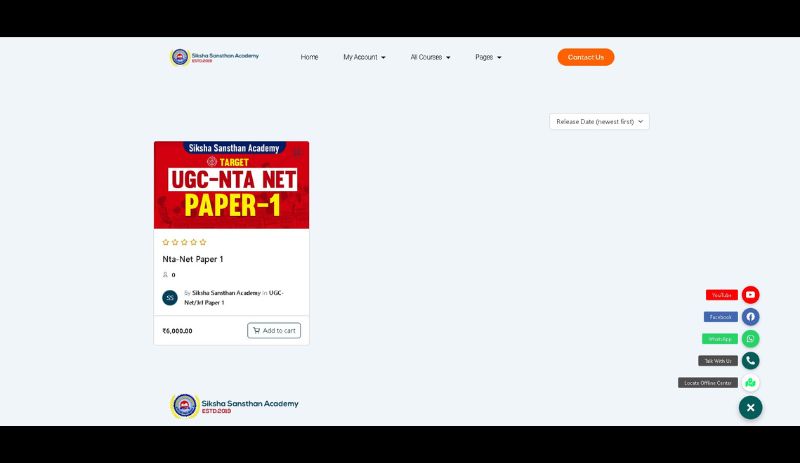 Siksha Sansthan Academy
ESTD.2019
Home
My Account
All Courses
Pages
Contact Us
Release Date (newest first)
Siksha Sansthan Academy
TARGET
UGC-NTA NET
PAPER-1
Nta-Net Paper 1
0
SS
By Siksha Sansthan Academy in UGC-
Net/Jrf Paper 1
₹6,000.00
Add to cart
YouTube
Facebook
WhatsApp
Talk With Us
Locate Offline Center
Siksha Sansthan Academy
ESTD.2019